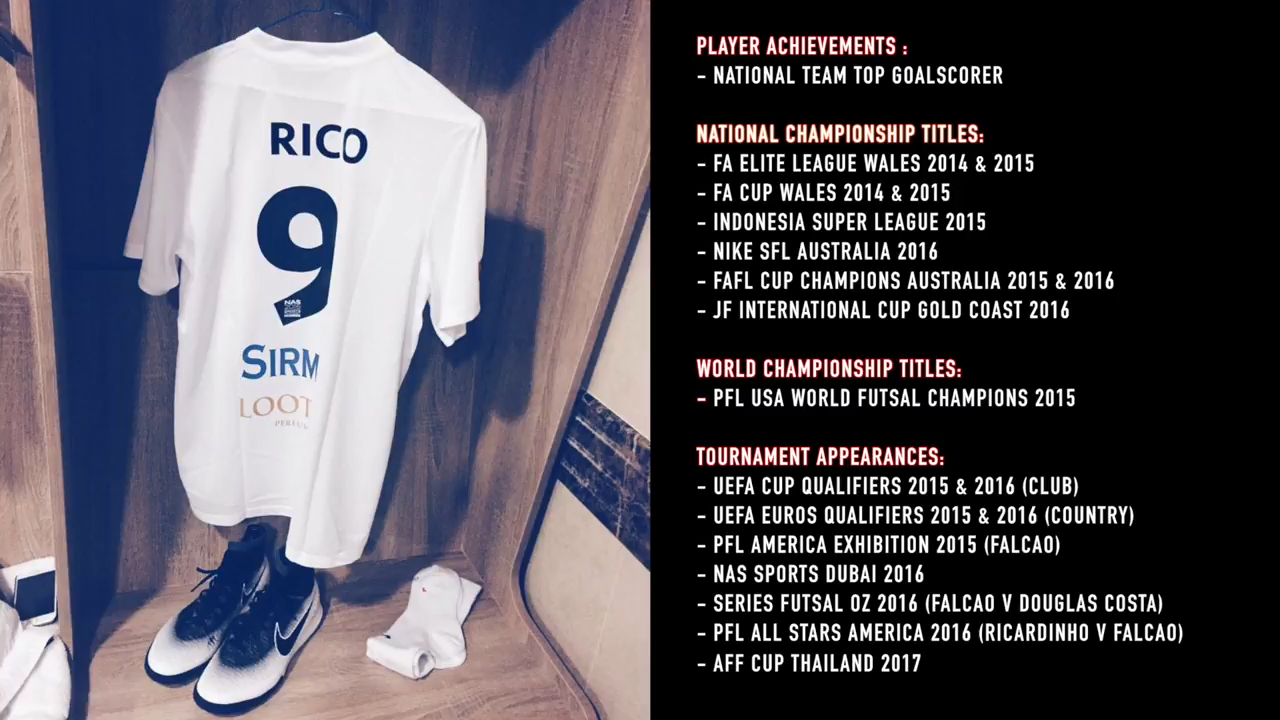 RICO
9
NAS
SIRM
LOOT
PLAYER ACHIEVEMENTS :
- NATIONAL TEAM TOP GOALSCORER
NATIONAL CHAMPIONSHIP TITLES:
- FA ELITE LEAGUE WALES 2014 & 2015
- FA CUP WALES 2014 & 2015
- INDONESIA SUPER LEAGUE 2015
- NIKE SFL AUSTRALIA 2016
- FAFL CUP CHAMPIONS AUSTRALIA 2015 & 2016
- JF INTERNATIONAL CUP GOLD COAST 2016
WORLD CHAMPIONSHIP TITLES:
- PFL USA WORLD FUTSAL CHAMPIONS 2015
TOURNAMENT APPEARANCES:
- UEFA CUP QUALIFIERS 2015 & 2016 (CLUB)
- UEFA EUROS QUALIFIERS 2015 & 2016 (COUNTRY)
- PFL AMERICA EXHIBITION 2015 (FALCAO)
- NAS SPORTS DUBAI 2016
- SERIES FUTSAL OZ 2016 (FALCAO V DOUGLAS COSTA)
- PFL ALL STARS AMERICA 2016 (RICARDINHO V FALCAO)
- AFF CUP THAILAND 2017